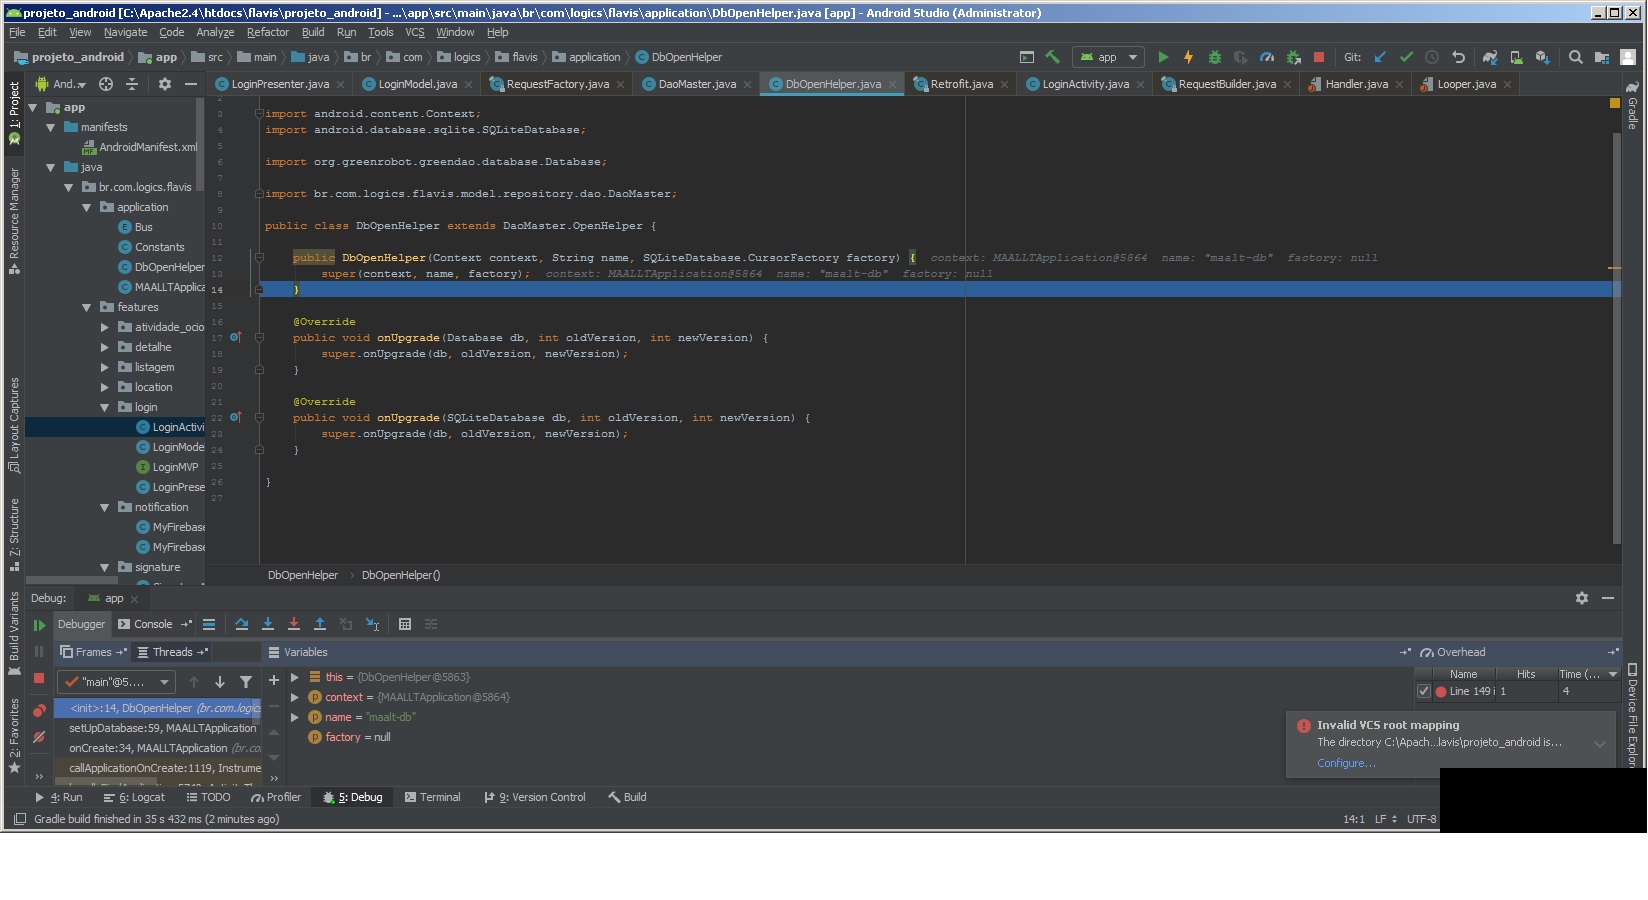 projeto_android [C:\Apache2.4\htdocs\flavis\projeto_android] - ...\app\src\main\java\br\com\logics\flavis\application\DbOpenHelper.java [app] - Android Studio (Administrator)
File Edit View Navigate Code Analyze Refactor Build Run Tools VCS Window Help
projeto_android app src main java br com logics flavis application DbOpenHelper app Git:
1: Project
And... LoginPresenter.java LoginModel.java RequestFactory.java DaoMaster.java DbOpenHelper.java Retrofit.java LoginActivity.java RequestBuilder.java Handler.java Looper.java
Gradle
Resource Manager
Layout Captures
7: Structure
Build Variants
2: Favorites
app
manifests
AndroidManifest.xml
java
br.com.logics.flavis
application
Bus
Constants
DbOpenHelper
MAALLTApplica
features
atividade_ocio
detalhe
listagem
location
login
LoginActivi
LoginMode
LoginMVP
LoginPrese
notification
MyFirebase
MyFirebase
signature
2
3 import android.content.Context;
4 import android.database.sqlite.SQLiteDatabase;
5
6 import org.greenrobot.greendao.database.Database;
7
8 import br.com.logics.flavis.model.repository.dao.DaoMaster;
9
10 public class DbOpenHelper extends DaoMaster.OpenHelper {
11
12 public DbOpenHelper(Context context, String name, SQLiteDatabase.CursorFactory factory) { context: MAALLTApplication@5864 name: "maalt-db" factory: null
13 super(context, name, factory); context: MAALLTApplication@5864 name: "maalt-db" factory: null
14 }
15
16 @Override
17 public void onUpgrade(Database db, int oldVersion, int newVersion) {
18 super.onUpgrade(db, oldVersion, newVersion);
19 }
20
21 @Override
22 public void onUpgrade(SQLiteDatabase db, int oldVersion, int newVersion) {
23 super.onUpgrade(db, oldVersion, newVersion);
24 }
25
26 }
27
DbOpenHelper › DbOpenHelper()
Debug: app
Debugger Console
Frames Threads Variables Overhead
"main"@5....
<init>:14, DbOpenHelper (br.com.logic
setUpDatabase:59, MAALLTApplication
onCreate:34, MAALLTApplication (br.co
callApplicationOnCreate:1119, Instrume
this = {DbOpenHelper@5863}
context = {MAALLTApplication@5864}
name = "maalt-db"
factory = null
Name Hits Time (...
Line 149 i 1 4
Invalid VCS root mapping
The directory C:\Apach...lavis\projeto_android is...
Configure...
Device File Explorer
4: Run 6: Logcat TODO Profiler 5: Debug Terminal 9: Version Control Build
Gradle build finished in 35 s 432 ms (2 minutes ago)
14:1 LF UTF-8